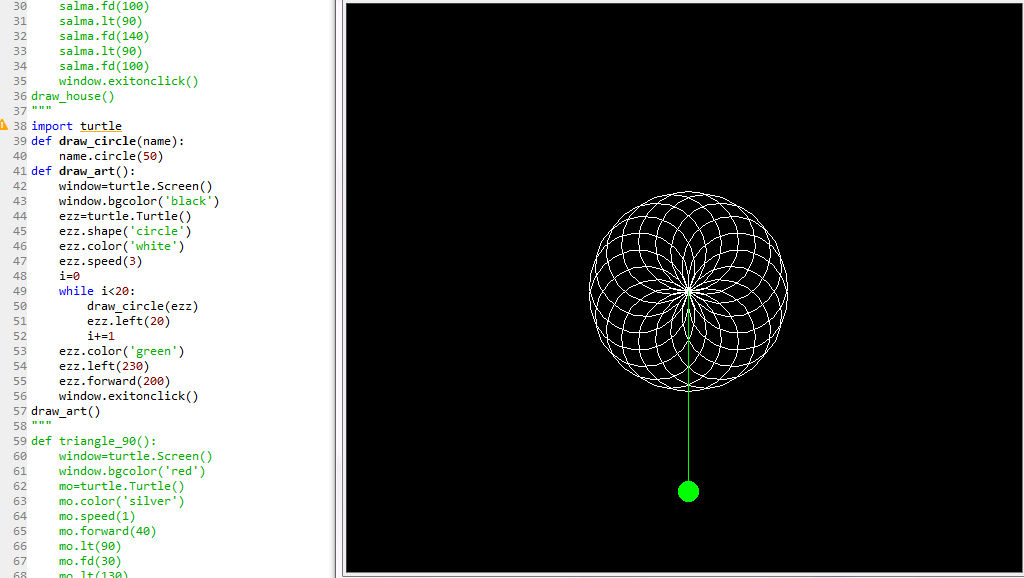 30     salma.fd(100)
31     salma.lt(90)
32     salma.fd(140)
33     salma.lt(90)
34     salma.fd(100)
35     window.exitonclick()
36 draw_house()
37 """
38 import turtle
39 def draw_circle(name):
40     name.circle(50)
41 def draw_art():
42     window=turtle.Screen()
43     window.bgcolor('black')
44     ezz=turtle.Turtle()
45     ezz.shape('circle')
46     ezz.color('white')
47     ezz.speed(3)
48     i=0
49     while i<20:
50         draw_circle(ezz)
51         ezz.left(20)
52         i+=1
53     ezz.color('green')
54     ezz.left(230)
55     ezz.forward(200)
56     window.exitonclick()
57 draw_art()
58 """
59 def triangle_90():
60     window=turtle.Screen()
61     window.bgcolor('red')
62     mo=turtle.Turtle()
63     mo.color('silver')
64     mo.speed(1)
65     mo.forward(40)
66     mo.lt(90)
67     mo.fd(30)
68     mo.lt(130)